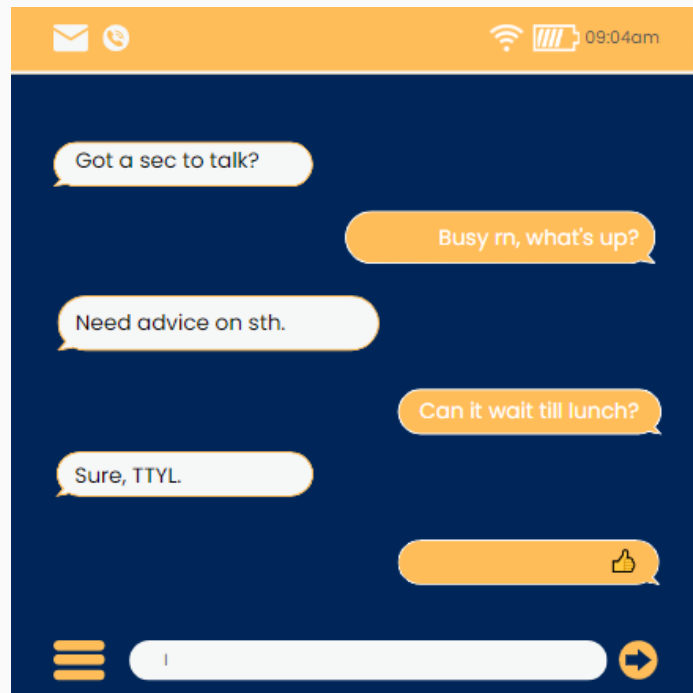 09:04am
Got a sec to talk?
Busy rn, what's up?
Need advice on sth.
Can it wait till lunch?
Sure, TTYL.
👍